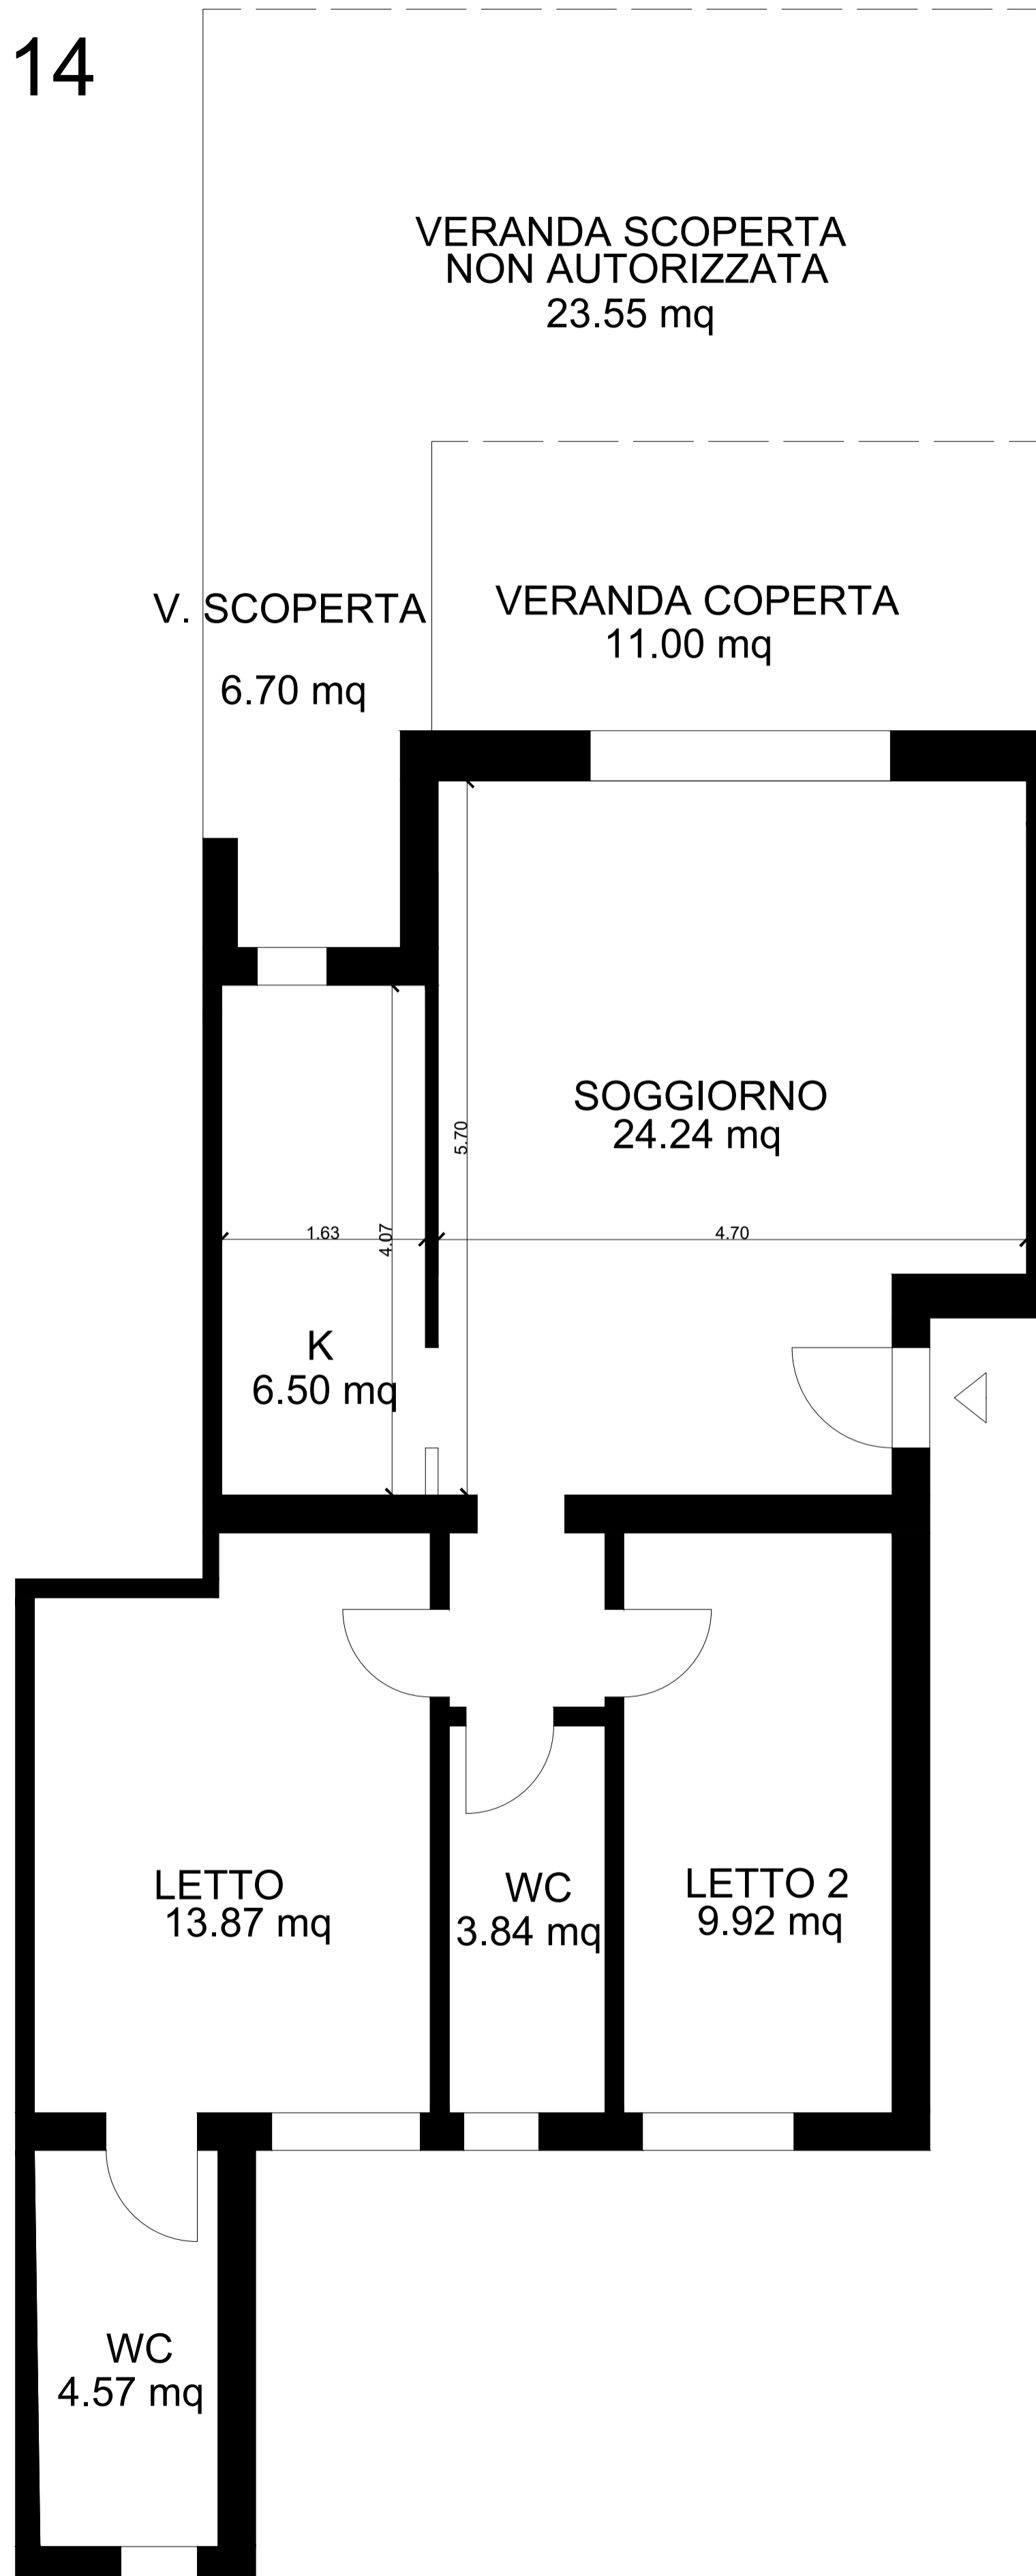 14
VERANDA SCOPERTA
NON AUTORIZZATA
23.55 mq
V. SCOPERTA
6.70 mq
VERANDA COPERTA
11.00 mq
SOGGIORNO
24.24 mq
5.70
1.63
4.07
4.70
K
6.50 mq
LETTO
13.87 mq
WC
3.84 mq
LETTO 2
9.92 mq
WC
4.57 mq